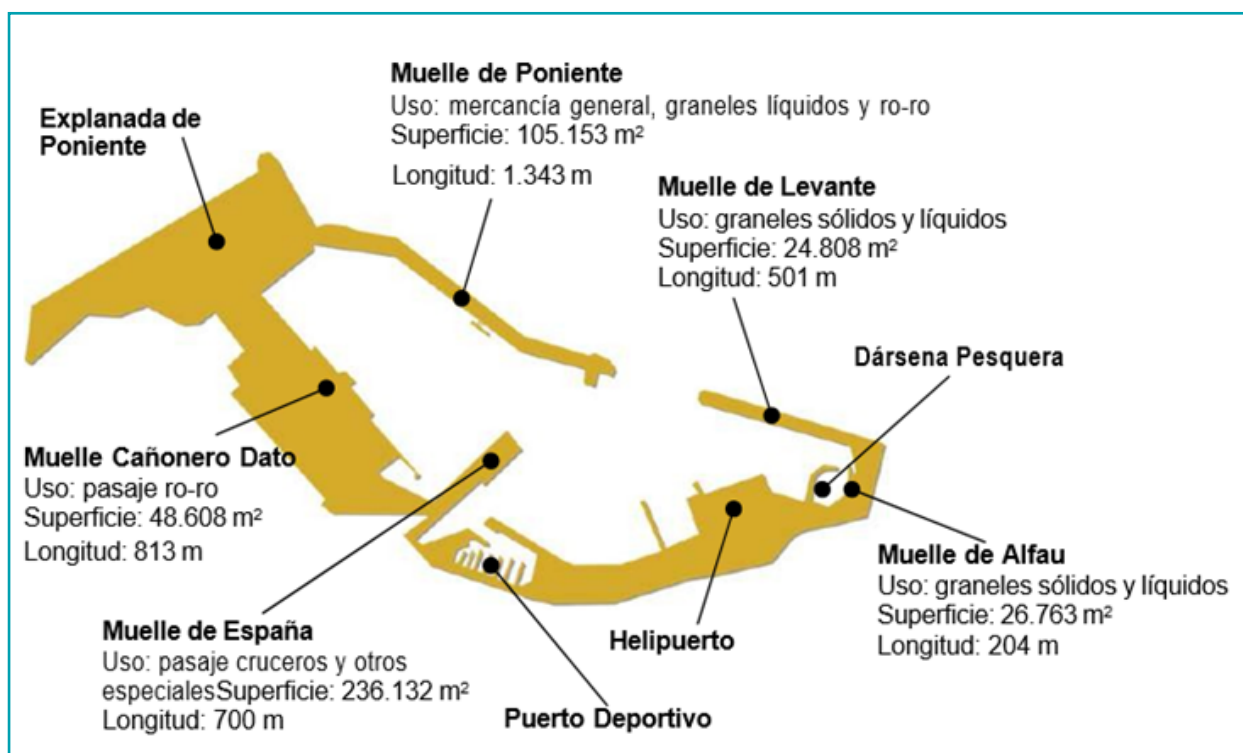 Muelle de Poniente
Uso: mercancía general, graneles líquidos y ro-ro
Superficie: 105.153 m²
Longitud: 1.343 m
Explanada de
Poniente
Muelle de Levante
Uso: graneles sólidos y líquidos
Superficie: 24.808 m²
Longitud: 501 m
Dársena Pesquera
Muelle Cañonero Dato
Uso: pasaje ro-ro
Superficie: 48.608 m²
Longitud: 813 m
Muelle de Alfau
Uso: graneles sólidos y líquidos
Superficie: 26.763 m²
Longitud: 204 m
Muelle de España
Uso: pasaje cruceros y otros
especialesSuperficie: 236.132 m²
Longitud: 700 m
Helipuerto
Puerto Deportivo